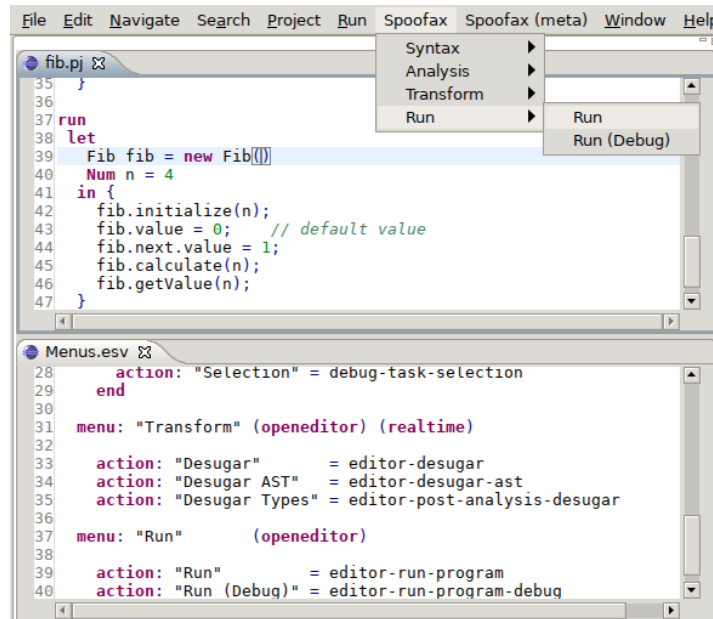 File Edit Navigate Search Project Run Spoofax Spoofax (meta) Window Help
Syntax
Analysis
Transform
Run
Run
Run (Debug)
fib.pj
35 }
36
37 run
38 let
39 Fib fib = new Fib()
40 Num n = 4
41 in {
42 fib.initialize(n);
43 fib.value = 0; // default value
44 fib.next.value = 1;
45 fib.calculate(n);
46 fib.getValue(n);
47 }
Menus.esv
28 action: "Selection" = debug-task-selection
29 end
30
31 menu: "Transform" (openeditor) (realtime)
32
33 action: "Desugar" = editor-desugar
34 action: "Desugar AST" = editor-desugar-ast
35 action: "Desugar Types" = editor-post-analysis-desugar
36
37 menu: "Run" (openeditor)
38
39 action: "Run" = editor-run-program
40 action: "Run (Debug)" = editor-run-program-debug